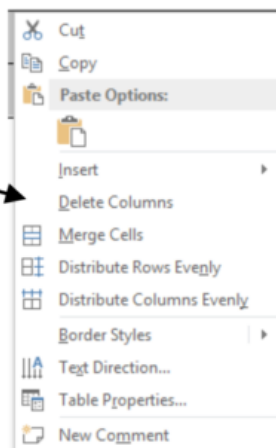 Cut
Copy
Paste Options:
Insert
Delete Columns
Merge Cells
Distribute Rows Evenly
Distribute Columns Evenly
Border Styles
Text Direction...
Table Properties...
New Comment